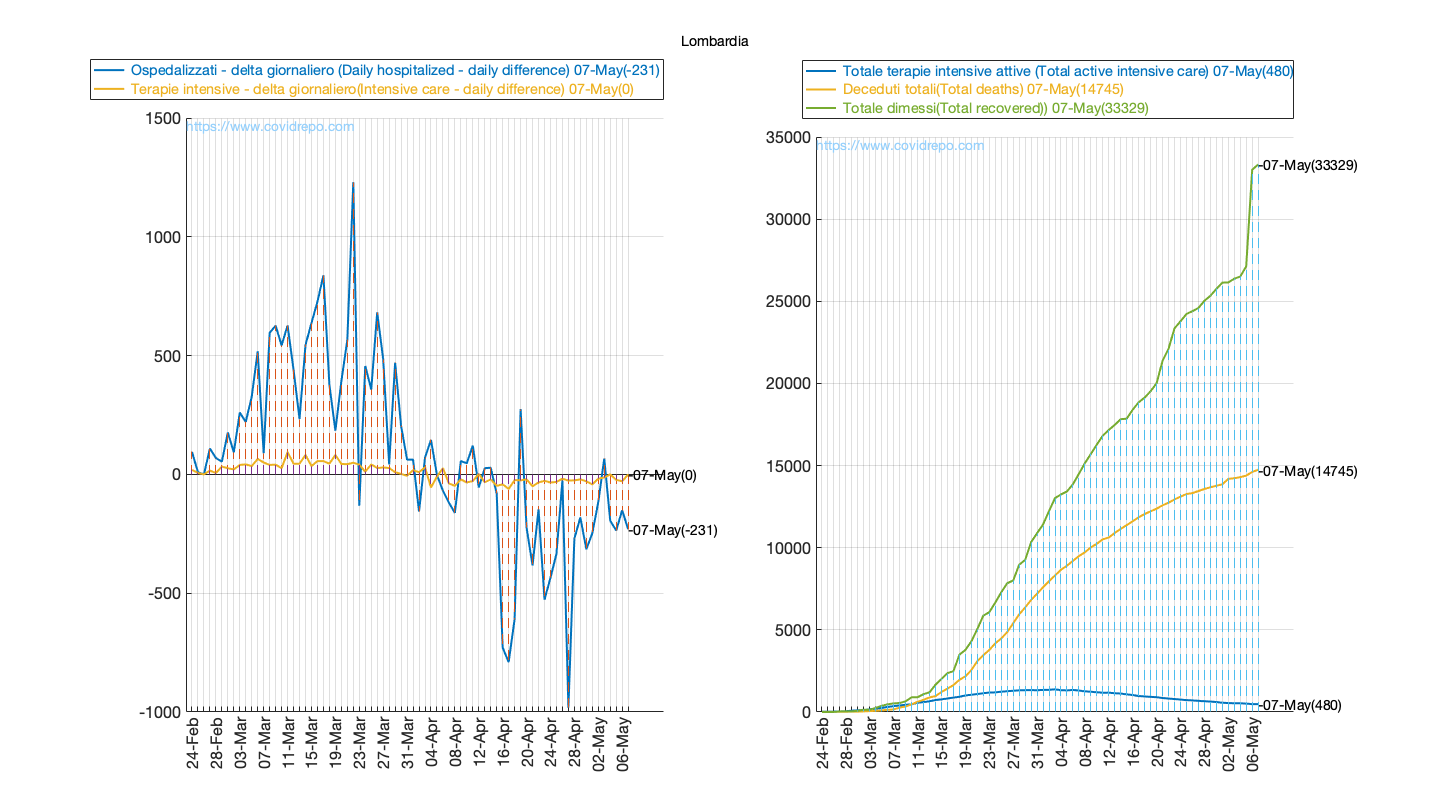 Lombardia
Ospedalizzati - delta giornaliero (Daily hospitalized - daily difference) 07-May(-231)
Terapie intensive - delta giornaliero(Intensive care - daily difference) 07-May(0)
1500
https://www.covidrepo.com
1000
500
0
-500
-1000
-07-May(0)
-07-May(-231)
24-Feb
28-Feb
03-Mar
07-Mar
11-Mar
15-Mar
19-Mar
23-Mar
27-Mar
31-Mar
04-Apr
08-Apr
12-Apr
16-Apr
20-Apr
24-Apr
28-Apr
02-May
06-May
Totale terapie intensive attive (Total active intensive care) 07-May(480)
Deceduti totali(Total deaths) 07-May(14745)
Totale dimessi(Total recovered)) 07-May(33329)
35000
https://www.covidrepo.com
30000
25000
20000
15000
10000
5000
0
-07-May(33329)
-07-May(14745)
-07-May(480)
24-Feb
28-Feb
03-Mar
07-Mar
11-Mar
15-Mar
19-Mar
23-Mar
27-Mar
31-Mar
04-Apr
08-Apr
12-Apr
16-Apr
20-Apr
24-Apr
28-Apr
02-May
06-May